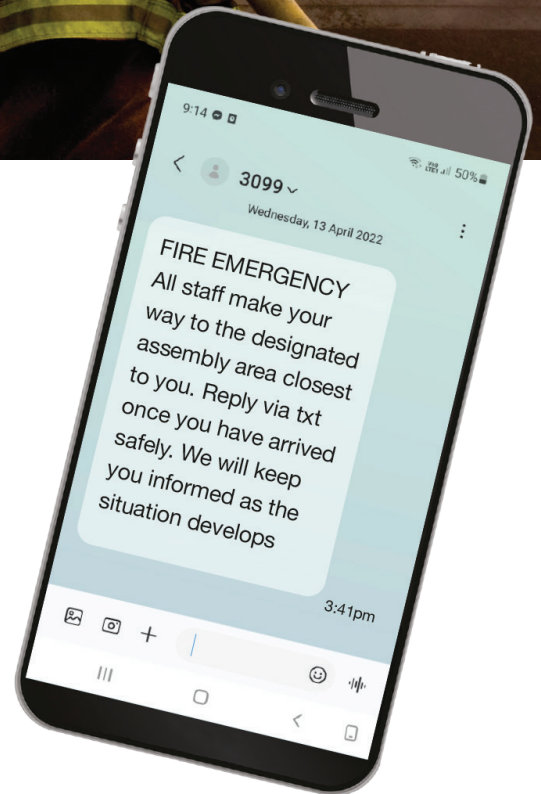 9:14
50%
3099
Wednesday, 13 April 2022
FIRE EMERGENCY
All staff make your
way to the designated
assembly area closest
to you. Reply via txt
once you have arrived
safely. We will keep
you informed as the
situation develops
3:41pm